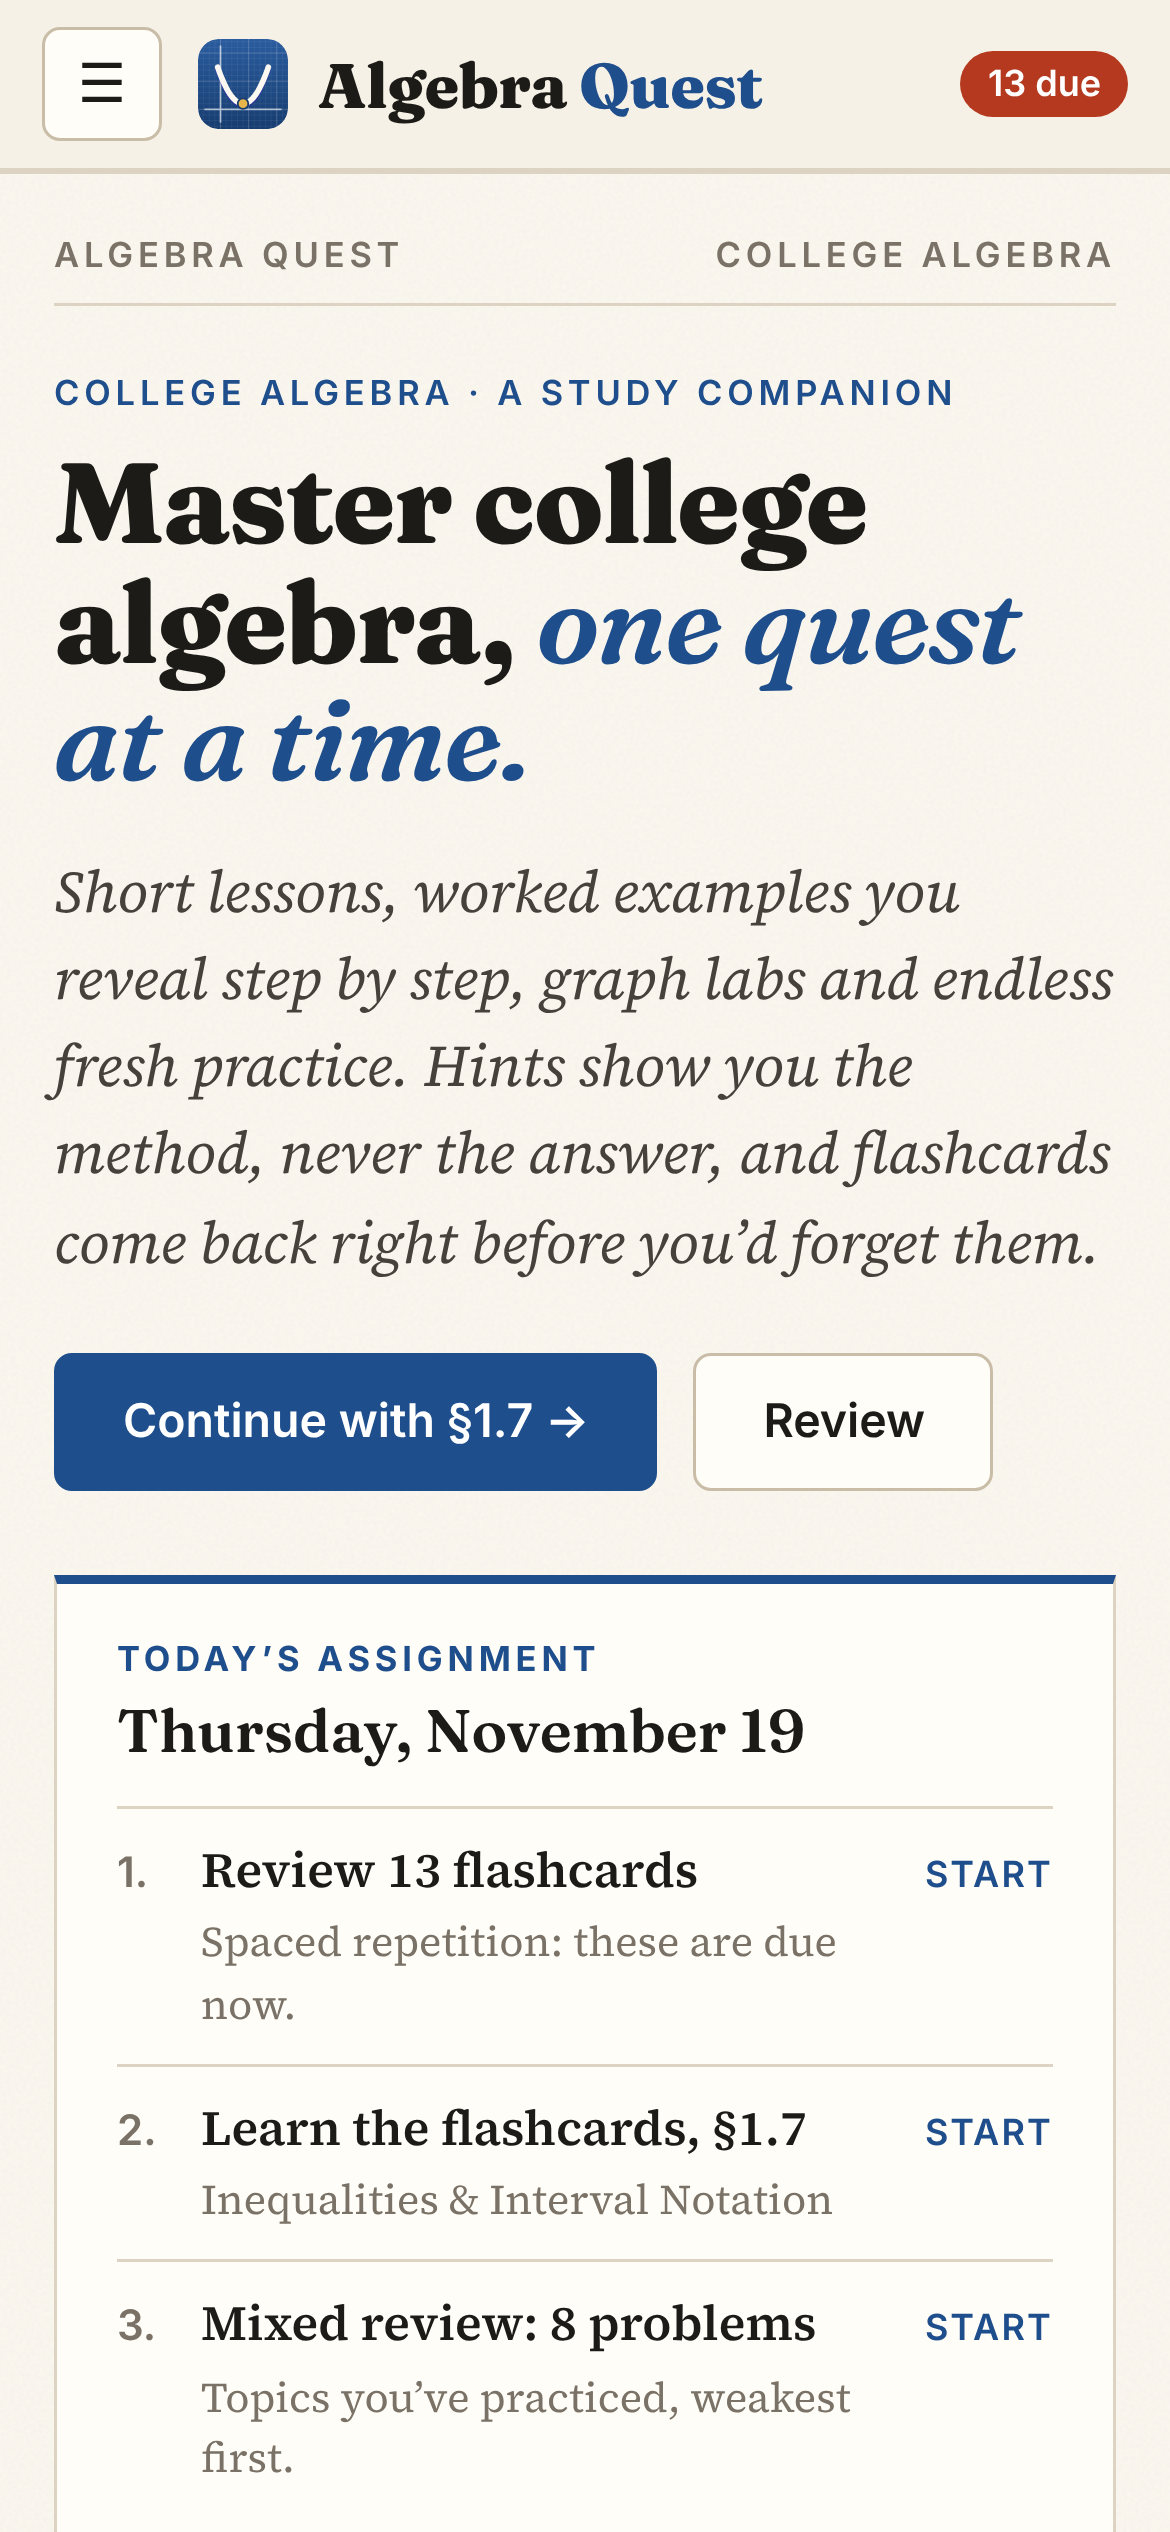 ☰ Algebra Quest 13 due
ALGEBRA QUEST COLLEGE ALGEBRA
COLLEGE ALGEBRA · A STUDY COMPANION
Master college
algebra, one quest
at a time.
Short lessons, worked examples you
reveal step by step, graph labs and endless
fresh practice. Hints show you the
method, never the answer, and flashcards
come back right before you’d forget them.
Continue with §1.7 → Review
TODAY’S ASSIGNMENT
Thursday, November 19
1. Review 13 flashcards START
Spaced repetition: these are due
now.
2. Learn the flashcards, §1.7 START
Inequalities & Interval Notation
3. Mixed review: 8 problems START
Topics you’ve practiced, weakest
first.